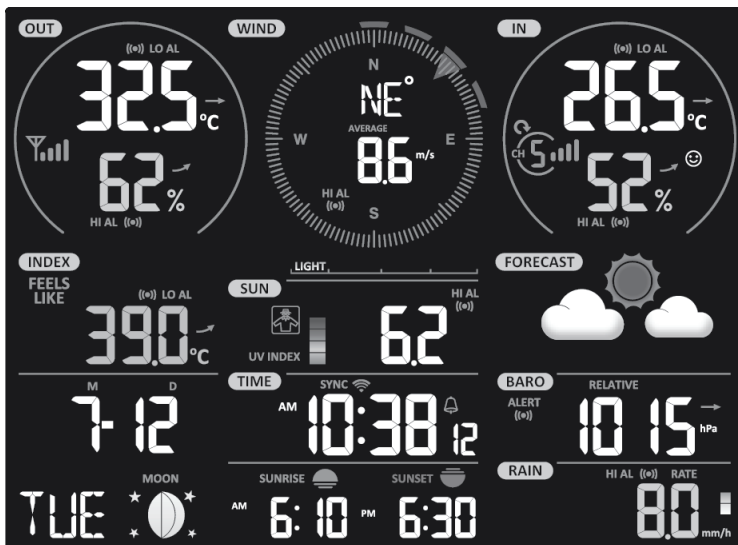 OUT
LO AL
32.5 °C
62 %
HI AL
WIND
N
NE°
AVERAGE
W
8.6 m/s
E
HI AL
S
IN
LO AL
26.5 °C
CH 5
52 %
HI AL
INDEX
FEELS
LIKE
LO AL
39.0 °C
LIGHT
SUN
HI AL
UV INDEX
6.2
FORECAST
M D
7-12
TIME
SYNC
AM 10:38 12
BARO
RELATIVE
ALERT
1015 hPa
TUE
MOON
SUNRISE
AM 6:10
SUNSET
PM 6:30
RAIN
HI AL RATE
8.0 mm/h